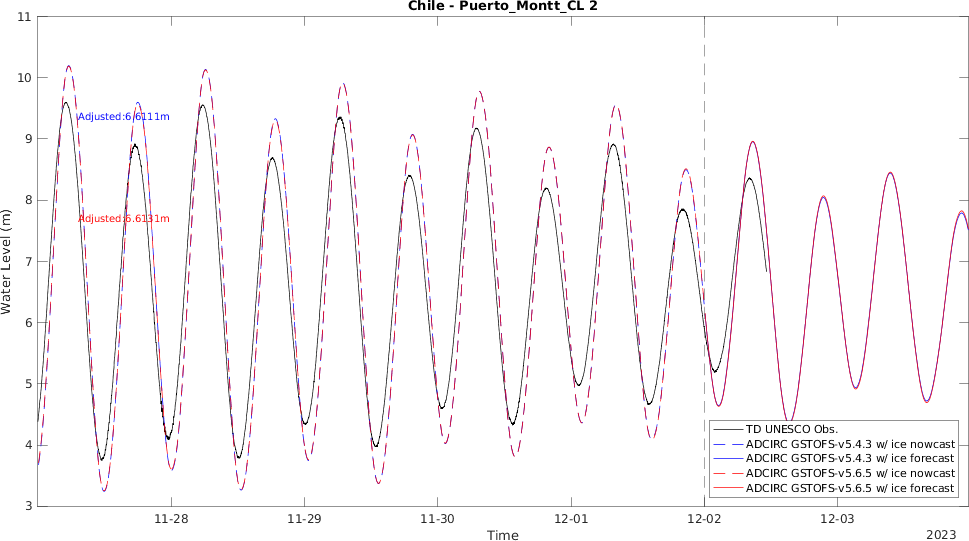 Chile - Puerto_Montt_CL 2
Water Level (m)
11
10
9
8
7
6
5
4
3
Adjusted:6.6111m
Adjusted:6.6131m
TD UNESCO Obs.
ADCIRC GSTOFS-v5.4.3 w/ ice nowcast
ADCIRC GSTOFS-v5.4.3 w/ ice forecast
ADCIRC GSTOFS-v5.6.5 w/ ice nowcast
ADCIRC GSTOFS-v5.6.5 w/ ice forecast
11-28 11-29 11-30 12-01 12-02 12-03
Time
2023